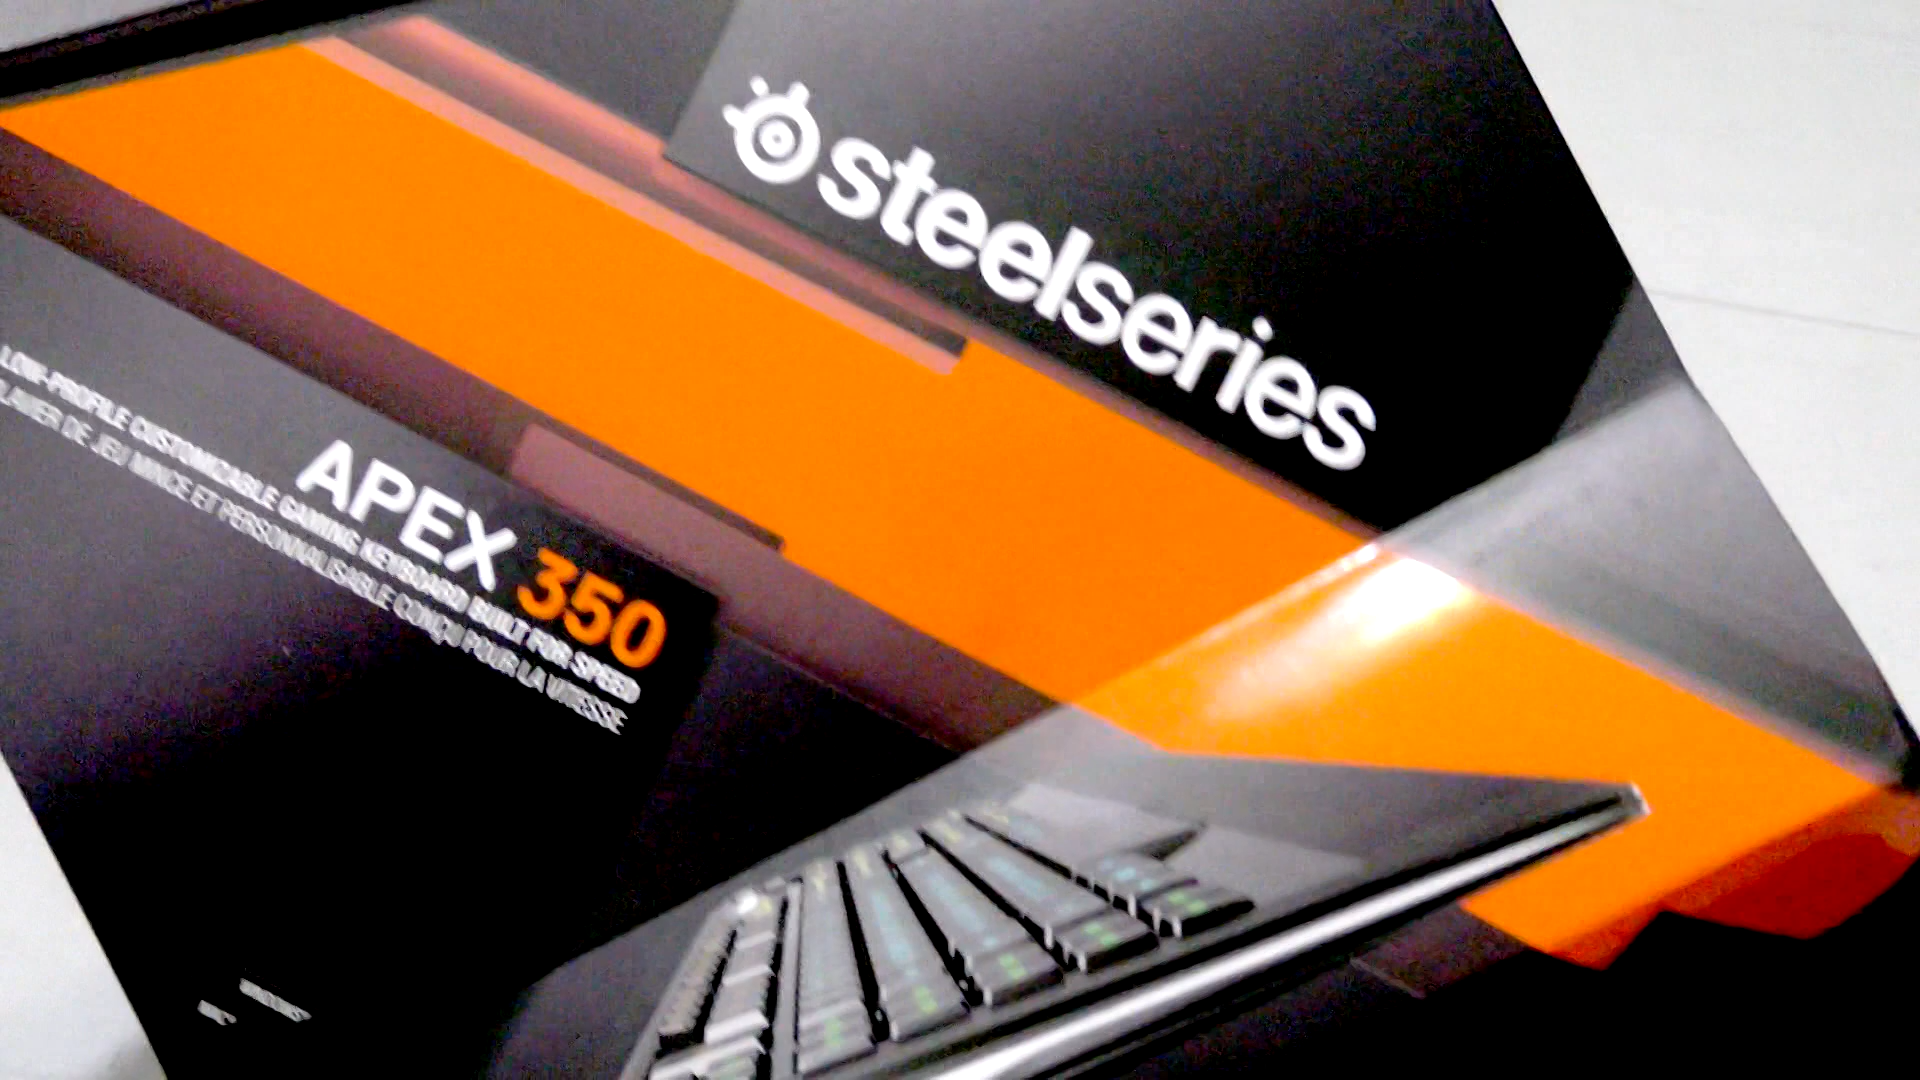 steelseries
APEX 350
LOW-PROFILE CUSTOMIZABLE GAMING KEYBOARD BUILT FOR SPEED
CLAVIER DE JEU MINCE ET PERSONNALISABLE CONÇU POUR LA VITESSE